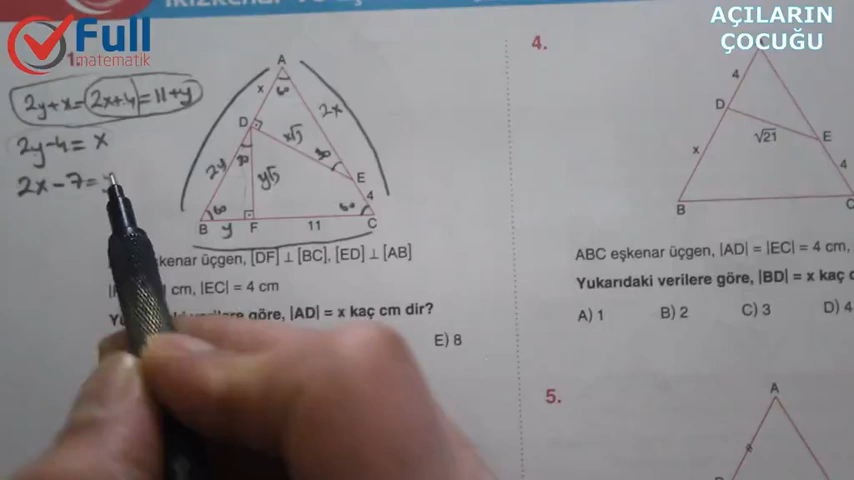 AÇILARIN
ÇOCUĞU
Full
matematik
1.
2y+x=2x+4=11+y
2y-4=x
2x-7=y
A
x
60
2x
D
x√3
2y
30
30
y√3
E
4
60
60
B
y
F
11
C
kenar üçgen, [DF] ⊥ [BC], [ED] ⊥ [AB]
cm, |EC| = 4 cm
göre, |AD| = x kaç cm dir?
E) 8
4.
4
D
√21
x
E
4
B
C
ABC eşkenar üçgen, |AD| = |EC| = 4 cm,
Yukarıdaki verilere göre, |BD| = x kaç
A) 1
B) 2
C) 3
D) 4
5.
A